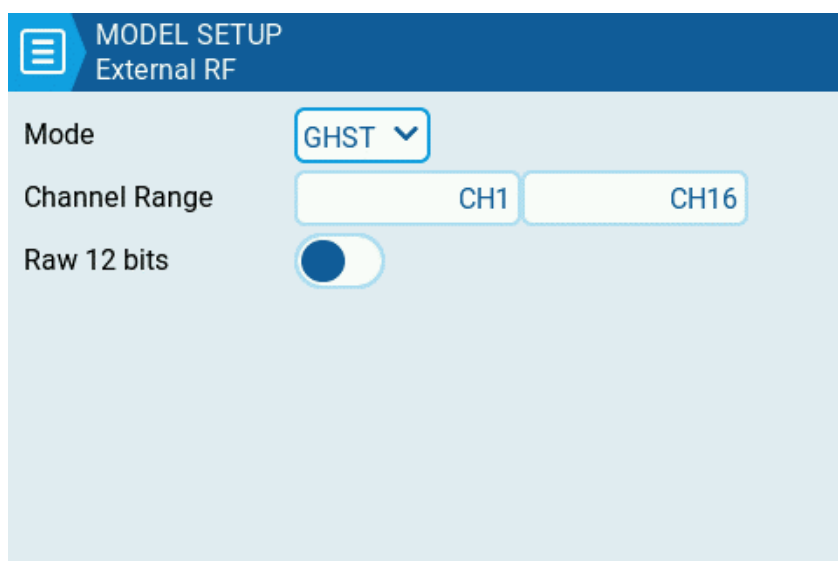 MODEL SETUP
External RF
Mode GHST
Channel Range CH1 CH16
Raw 12 bits